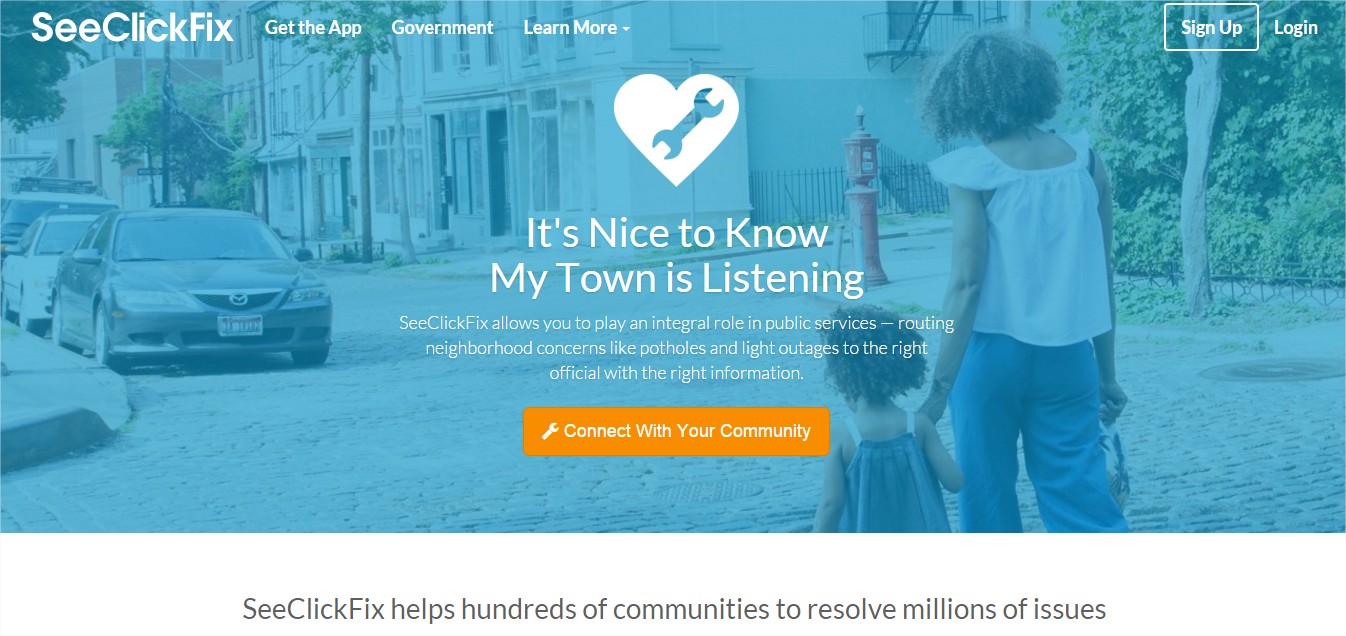 SeeClickFix
Get the App
Government
Learn More
Sign Up
Login
It's Nice to Know
My Town is Listening
SeeClickFix allows you to play an integral role in public services — routing
neighborhood concerns like potholes and light outages to the right
official with the right information.
Connect With Your Community
SeeClickFix helps hundreds of communities to resolve millions of issues